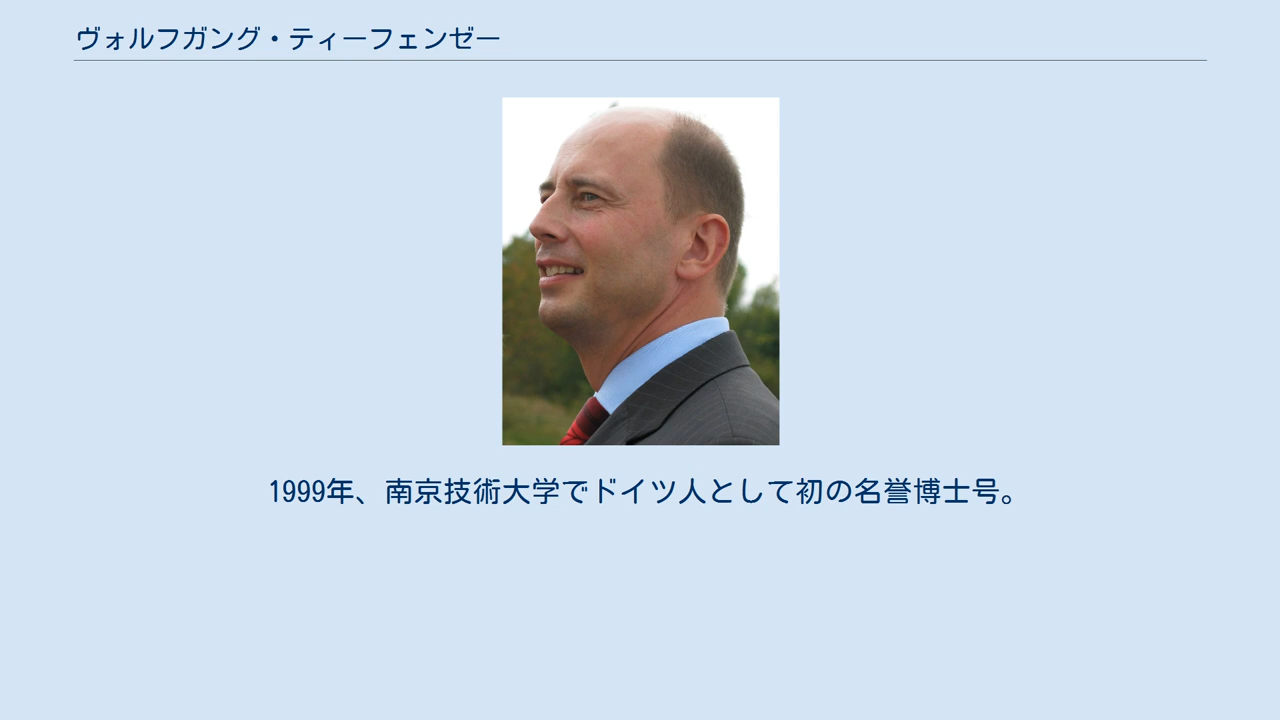 ヴォルフガング・ティーフェンゼー
1999年、南京技術大学でドイツ人として初の名誉博士号。